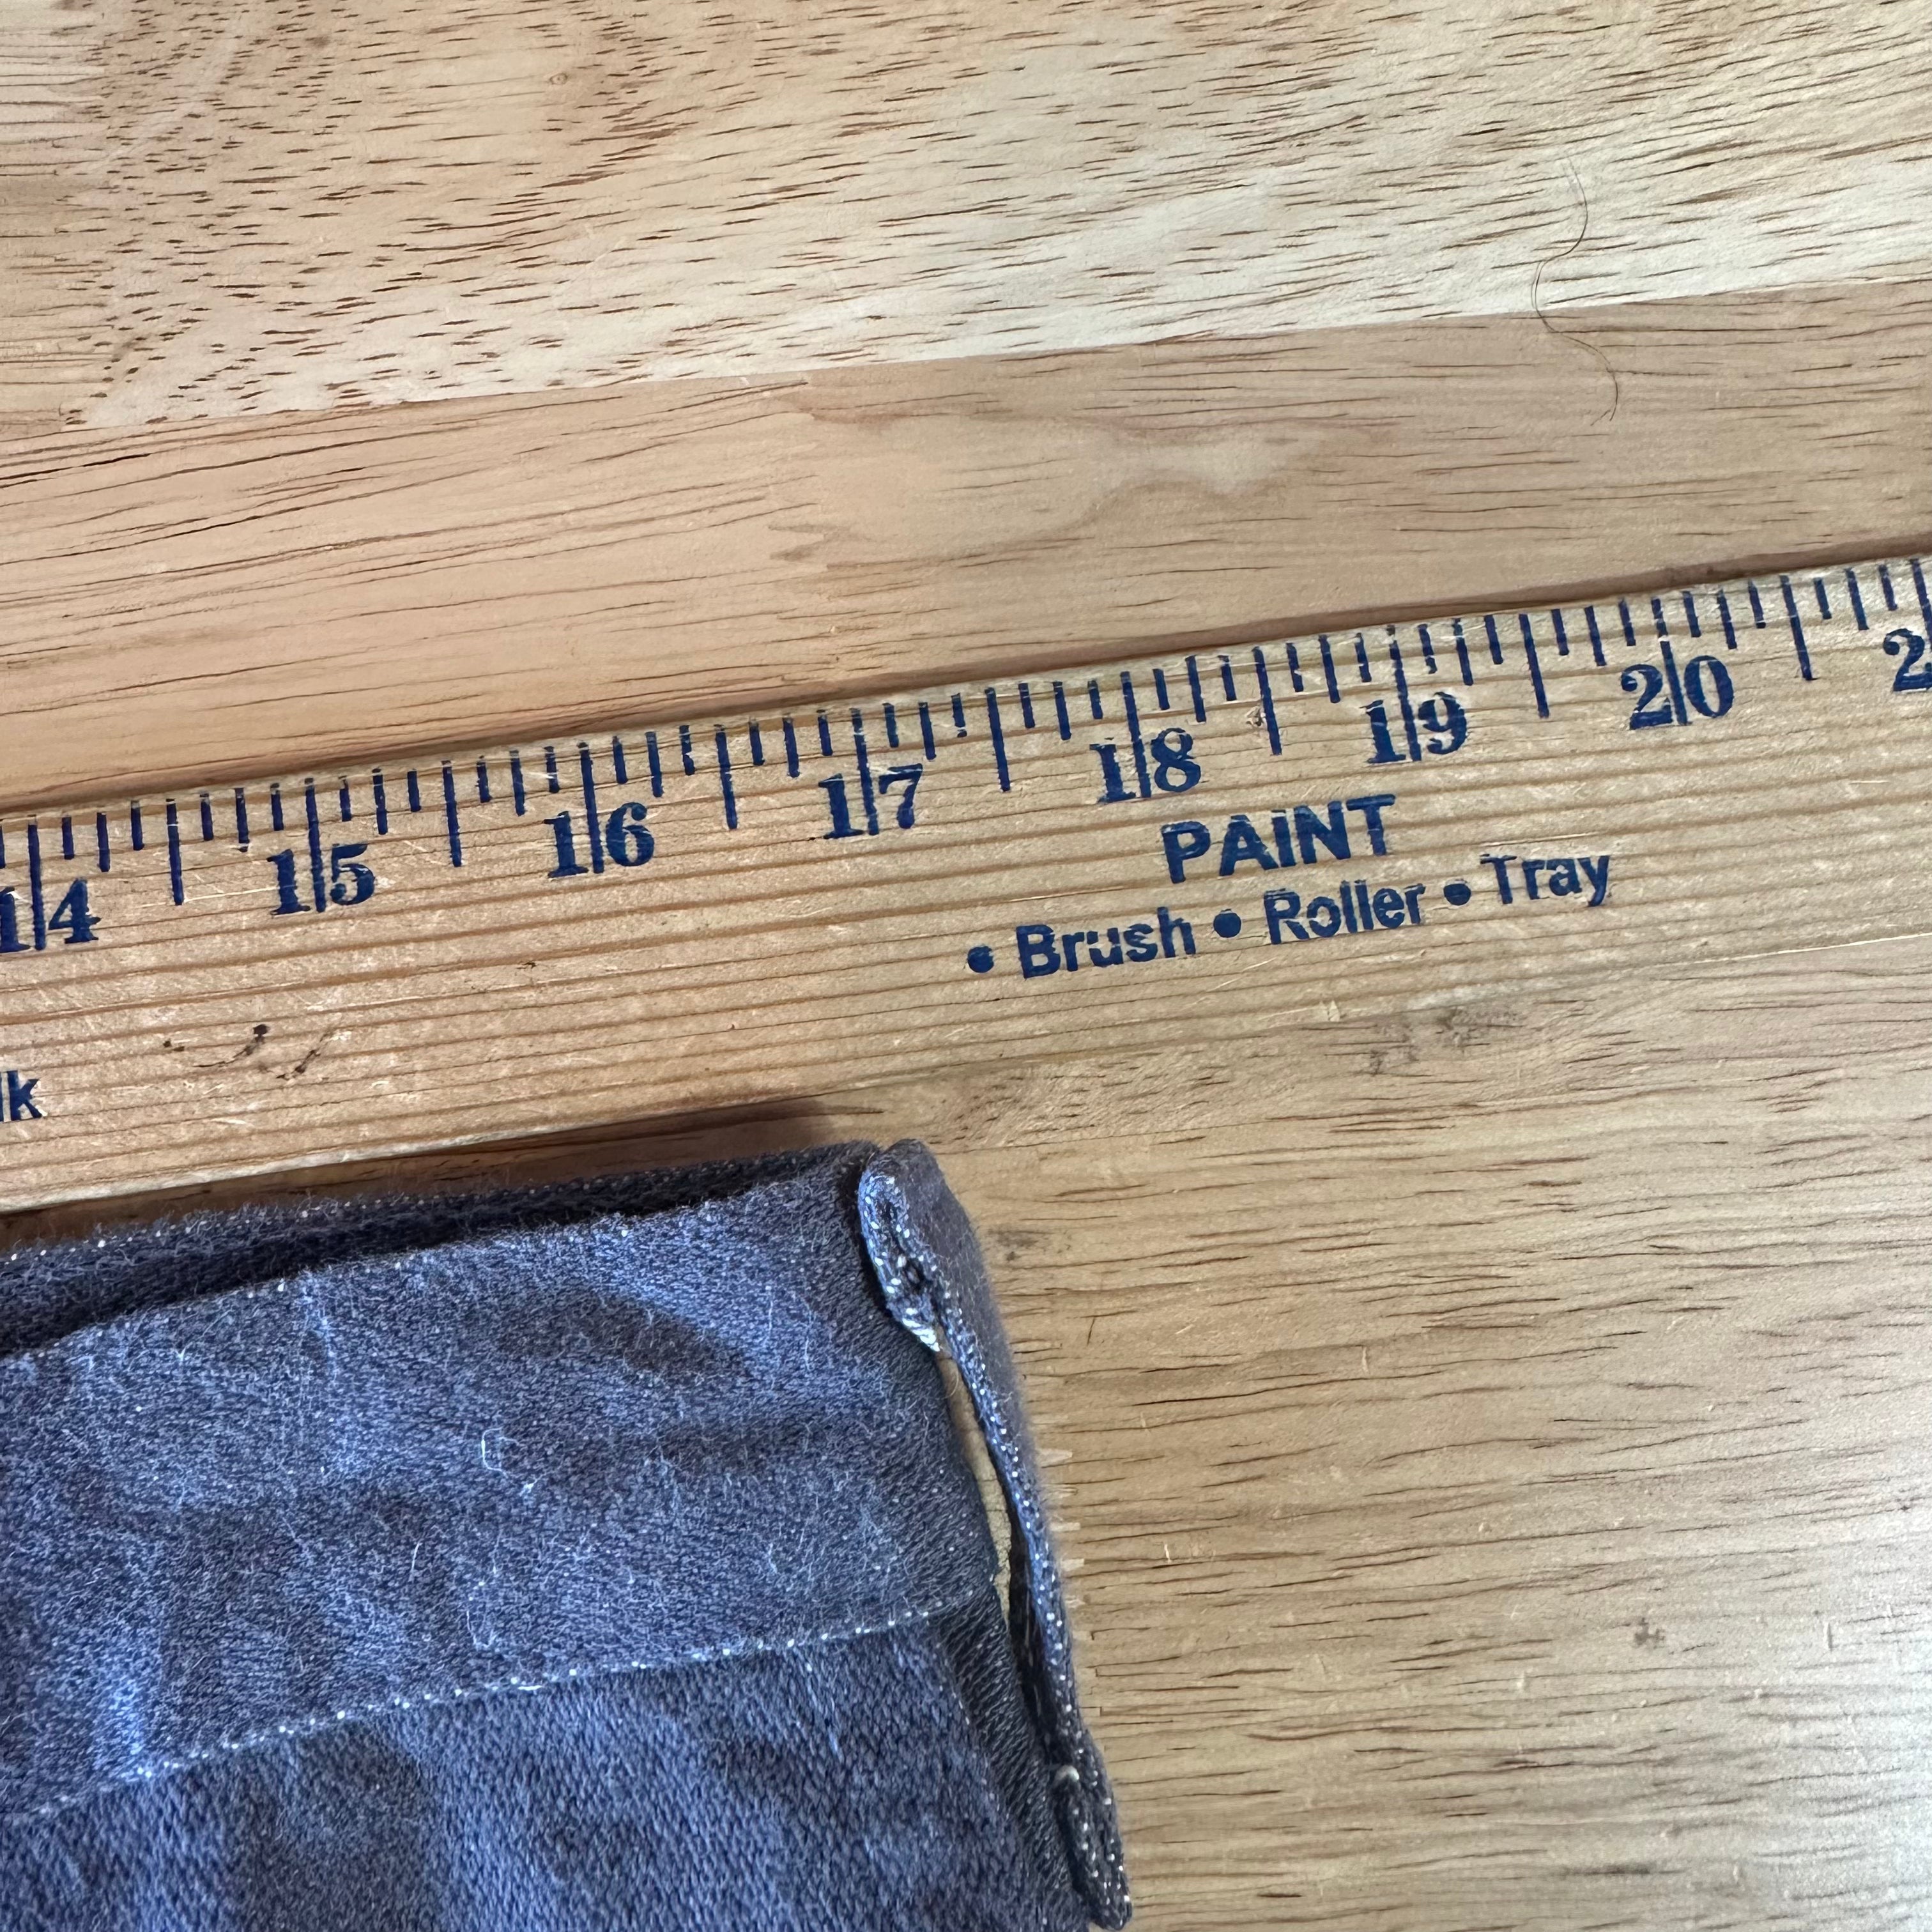 14 15 16 17 18 19 20
PAINT
• Brush • Roller • Tray